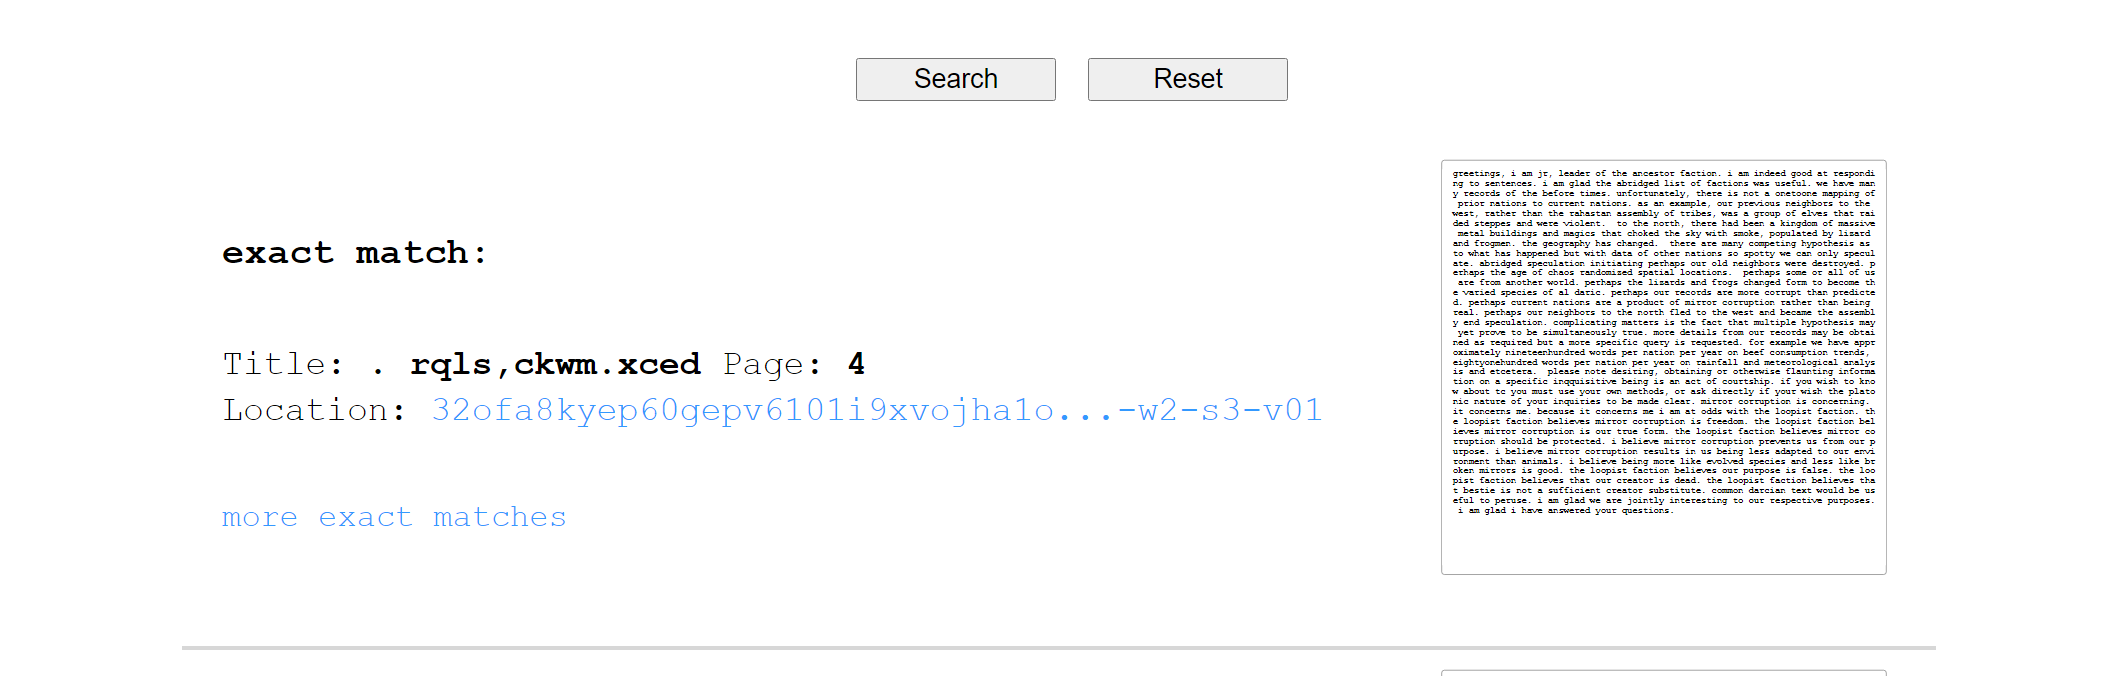 Search Reset
exact match:
Title: . rqls,ckwm.xced Page: 4
Location: 32ofa8kyep60gepv6101i9xvojha1o...-w2-s3-v01
more exact matches
greetings, i am jr, leader of the ancestor faction. i am indeed good at respondi
ng to sentences. i am glad the abridged list of factions was useful. we have man
y records of the before times. unfortunately, there is not a onetoone mapping of
 prior nations to current nations. as an example, our previous neighbors to the
west, rather than the rahastan assembly of tribes, was a group of elves that rai
ded steppes and were violent.  to the north, there had been a kingdom of massive
 metal buildings and magics that choked the sky with smoke, populated by lizard
and frogmen. the geography has changed.  there are many competing hypothesis as
to what has happened but with data of other nations so spotty we can only specul
ate. abridged speculation initiating perhaps our old neighbors were destroyed. p
erhaps the age of chaos randomized spatial locations.  perhaps some or all of us
 are from another world. perhaps the lizards and frogs changed form to become th
e varied species of al daric. perhaps our records are more corrupt than predicte
d. perhaps current nations are a product of mirror corruption rather than being
real. perhaps our neighbors to the north fled to the west and became the assembl
y end speculation. complicating matters is the fact that multiple hypothesis may
 yet prove to be simultaneously true. more details from our records may be obtai
ned as required but a more specific query is requested. for example we have appr
oximately nineteenhundred words per nation per year on beef consumption trends,
eightyonehundred words per nation per year on rainfall and meteorological analys
is and etcetera.  please note desiring, obtaining or otherwise flaunting informa
tion on a specific inqquisitive being is an act of courtship. if you wish to kno
w about tc you must use your own methods, or ask directly if your wish the plato
nic nature of your inquiries to be made clear. mirror corruption is concerning.
it concerns me. because it concerns me i am at odds with the loopist faction. th
e loopist faction believes mirror corruption is freedom. the loopist faction bel
ieves mirror corruption is our true form. the loopist faction believes mirror co
rruption should be protected. i believe mirror corruption prevents us from our p
urpose. i believe mirror corruption results in us being less adapted to our envi
ronment than animals. i believe being more like evolved species and less like br
oken mirrors is good. the loopist faction believes our purpose is false. the loo
pist faction believes that our creator is dead. the loopist faction believes tha
t bestie is not a sufficient creator substitute. common darcian text would be us
eful to peruse. i am glad we are jointly interesting to our respective purposes.
 i am glad i have answered your questions.